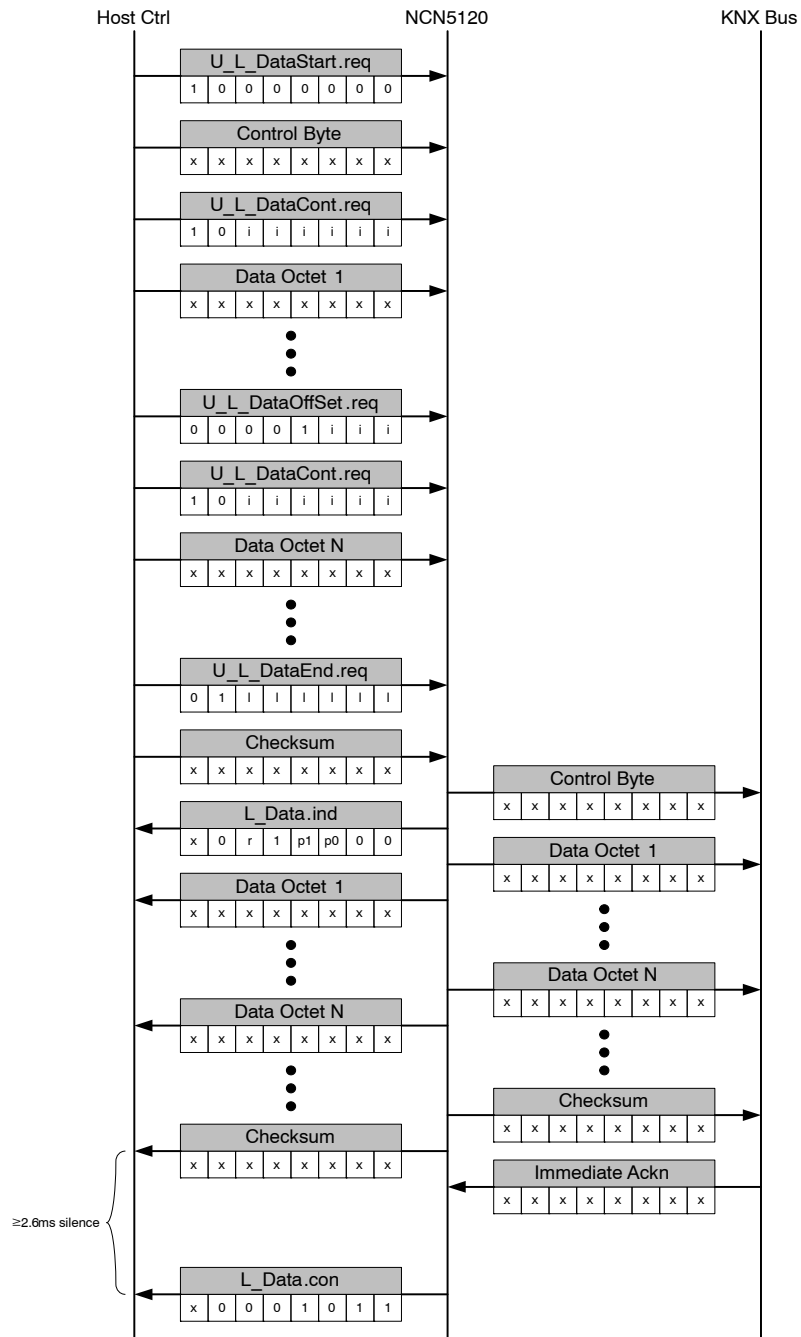 Host Ctrl NCN5120 KNX Bus
U_L_DataStart.req
1 0 0 0 0 0 0 0
Control Byte
x x x x x x x x
U_L_DataCont.req
1 0 i i i i i i
Data Octet 1
x x x x x x x x
U_L_DataOffSet.req
0 0 0 0 1 i i i
U_L_DataCont.req
1 0 i i i i i i
Data Octet N
x x x x x x x x
U_L_DataEnd.req
0 1 l l l l l l
Checksum
x x x x x x x x
Control Byte
x x x x x x x x
L_Data.ind
x 0 r 1 p1 p0 0 0
Data Octet 1
x x x x x x x x
Data Octet 1
x x x x x x x x
Data Octet N
x x x x x x x x
Data Octet N
x x x x x x x x
Checksum
x x x x x x x x
Checksum
x x x x x x x x
Immediate Ackn
x x x x x x x x
≥2.6ms silence
L_Data.con
x 0 0 0 1 0 1 1